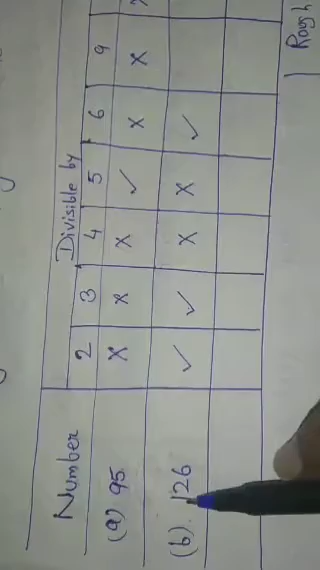 Number Divisible by
2 3 4 5 6 9
(a) 95 × × × ✓ × ×
(b). 126 ✓ ✓ × × ✓
Rough